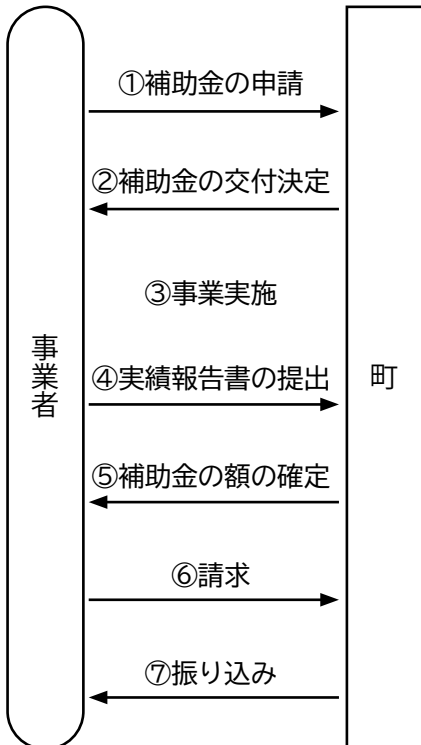 ①補助金の申請
②補助金の交付決定
③事業実施
事業者
④実績報告書の提出
町
⑤補助金の額の確定
⑥請求
⑦振り込み